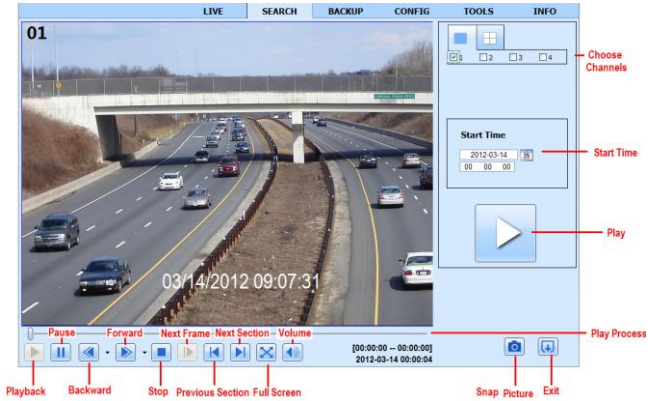 LIVE SEARCH BACKUP CONFIG TOOLS INFO
01
1 2 3 4
Choose Channels
Start Time
2012-03-14
00 00 00
Start Time
Play
03/14/2012 09:07:31
Play Process
Pause Forward Next Frame Next Section Volume
[00:00:00 -- 00:00:00]
2012-03-14 00:00:04
Playback Backward Stop Previous Section Full Screen Snap Picture Exit